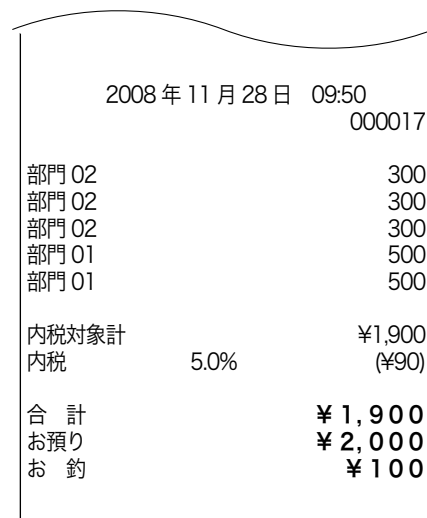 2008年11月28日 09:50
000017
部門02 300
部門02 300
部門02 300
部門01 500
部門01 500
内税対象計 ¥1,900
内税 5.0% (¥90)
合 計 ¥1,900
お預り ¥2,000
お 釣 ¥100